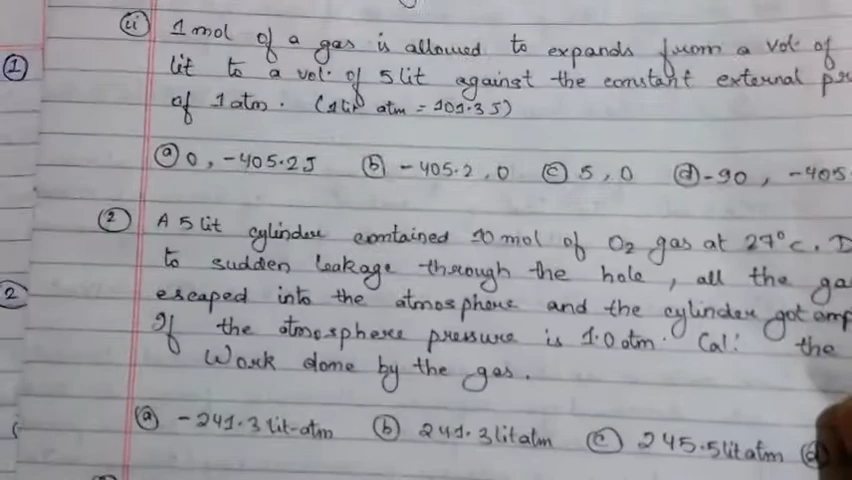 (ii) 1 mol of a gas is allowed to expands from a vol. of
① lit to a vol. of 5 lit against the constant external pr
of 1 atm. (1 lit atm = 101.3 J)
ⓐ 0, -405.2 J ⓑ -405.2, 0 ⓒ 5, 0 ⓓ -90, -405
② A 5 lit cylinder contained 10 mol of O₂ gas at 27°c. D
to sudden leakage through the hole, all the ga
2 escaped into the atmosphere and the cylinder got emp
If the atmosphere pressure is 1.0 atm. Cal: the
Work done by the gas.
ⓐ -241.3 lit-atm ⓑ 241.3 lit atm ⓒ 245.5 lit atm ⓓ